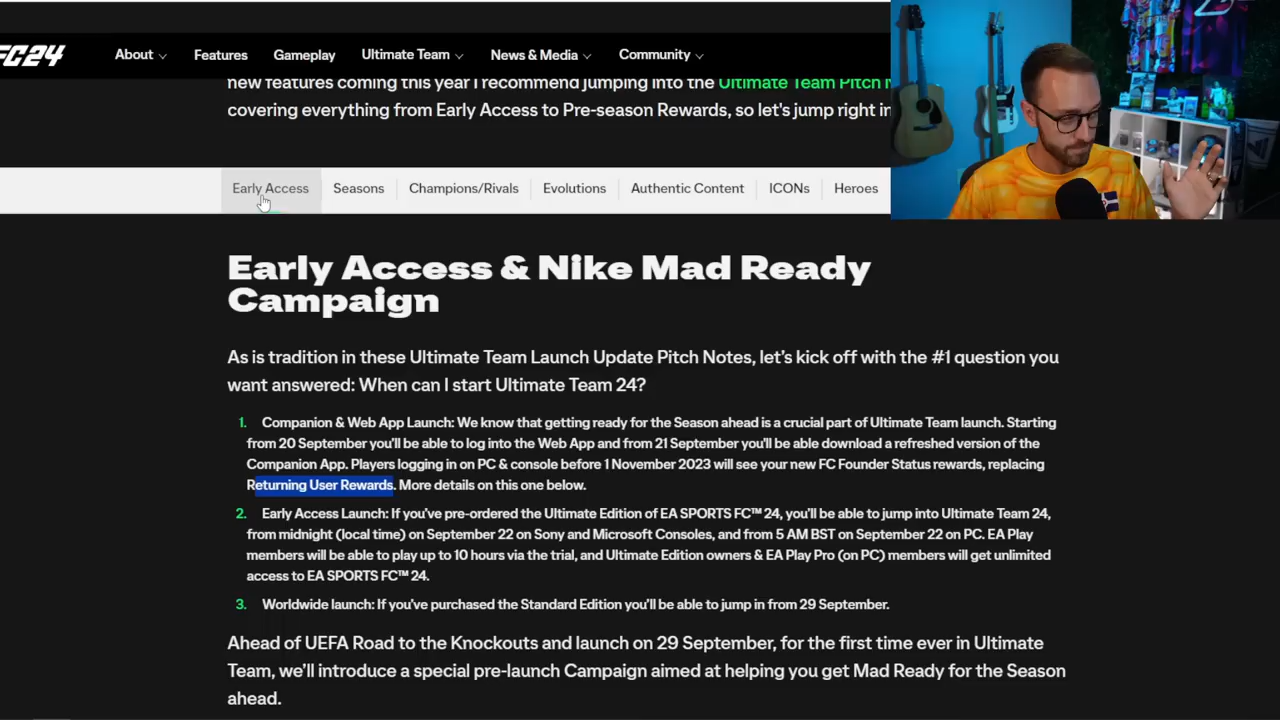 FC24
About
Features
Gameplay
Ultimate Team
News & Media
Community
new features coming this year I recommend jumping into the Ultimate Team Pitch
covering everything from Early Access to Pre-season Rewards, so let's jump right in
Early Access
Seasons
Champions/Rivals
Evolutions
Authentic Content
ICONs
Heroes
Early Access & Nike Mad Ready
Campaign
As is tradition in these Ultimate Team Launch Update Pitch Notes, let's kick off with the #1 question you
want answered: When can I start Ultimate Team 24?
1. Companion & Web App Launch: We know that getting ready for the Season ahead is a crucial part of Ultimate Team launch. Starting
from 20 September you'll be able to log into the Web App and from 21 September you'll be able download a refreshed version of the
Companion App. Players logging in on PC & console before 1 November 2023 will see your new FC Founder Status rewards, replacing
Returning User Rewards. More details on this one below.
2. Early Access Launch: If you've pre-ordered the Ultimate Edition of EA SPORTS FC™ 24, you'll be able to jump into Ultimate Team 24,
from midnight (local time) on September 22 on Sony and Microsoft Consoles, and from 5 AM BST on September 22 on PC. EA Play
members will be able to play up to 10 hours via the trial, and Ultimate Edition owners & EA Play Pro (on PC) members will get unlimited
access to EA SPORTS FC™ 24.
3. Worldwide launch: If you've purchased the Standard Edition you'll be able to jump in from 29 September.
Ahead of UEFA Road to the Knockouts and launch on 29 September, for the first time ever in Ultimate
Team, we'll introduce a special pre-launch Campaign aimed at helping you get Mad Ready for the Season
ahead.